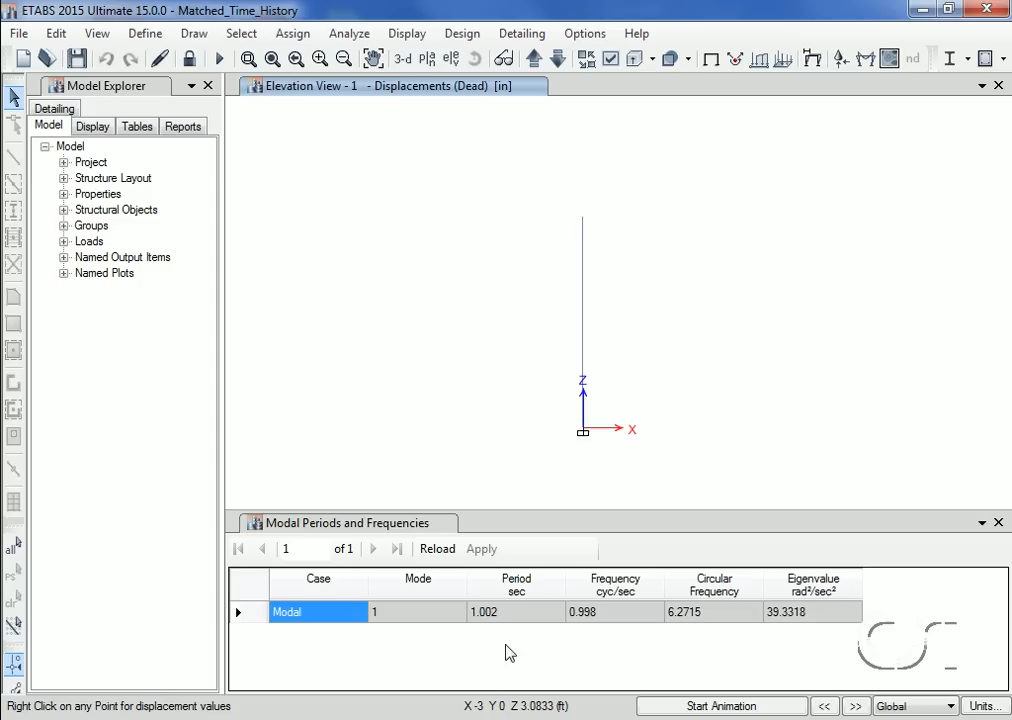 ETABS 2015 Ultimate 15.0.0 - Matched_Time_History
File Edit View Define Draw Select Assign Analyze Display Design Detailing Options Help
3-d
nd
Model Explorer
Elevation View - 1 - Displacements (Dead) [in]
Detailing
Model Display Tables Reports
Model
Project
Structure Layout
Properties
Structural Objects
Groups
Loads
Named Output Items
Named Plots
Z
X
all
ps
clr
Modal Periods and Frequencies
1 of 1 Reload Apply
Case Mode Period sec Frequency cyc/sec Circular Frequency Eigenvalue rad²/sec²
Modal 1 1.002 0.998 6.2715 39.3318
CSI
Right Click on any Point for displacement values
X -3 Y 0 Z 3.0833 (ft)
Start Animation << >> Global Units...